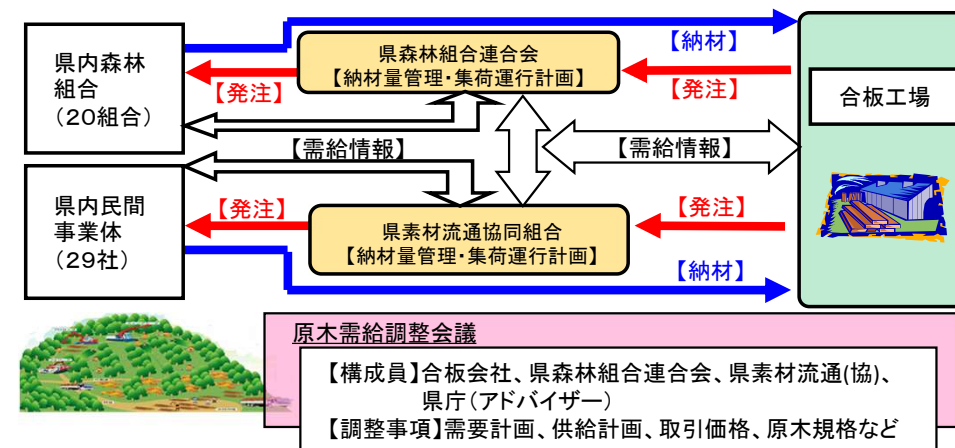 【納材】
県森林組合連合会
【納材量管理・集荷運行計画】
県内森林
組合
(20組合)
【発注】
【発注】
合板工場
【需給情報】
【需給情報】
県内民間
事業体
(29社)
【発注】
【発注】
県素材流通協同組合
【納材量管理・集荷運行計画】
【納材】
原木需給調整会議
【構成員】合板会社、県森林組合連合会、県素材流通(協)、
県庁(アドバイザー)
【調整事項】需要計画、供給計画、取引価格、原木規格など